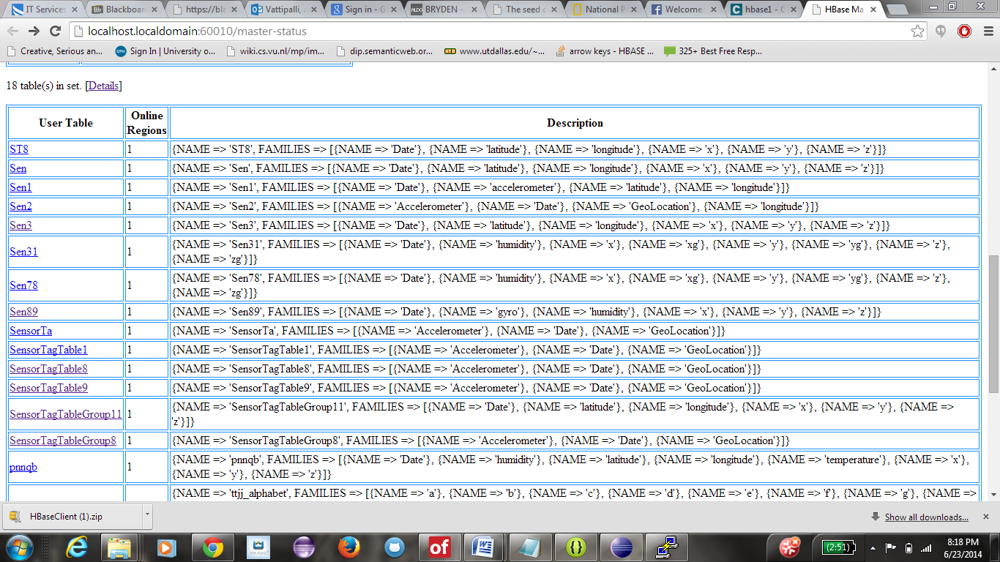 IT Services
Blackboar
https://bla
Vattipalli, A
Sign in - G
BRYDEN -
The seed o
National P
Welcome
hbase1 - C
HBase Ma
localhost.localdomain:60010/master-status
Creative, Serious an...
Sign In | University o...
wiki.cs.vu.nl/mp/im...
dip.semanticweb.or...
www.utdallas.edu/~...
arrow keys - HBASE ...
325+ Best Free Resp...
18 table(s) in set. [Details]
User Table Online Regions Description
ST8 1 {NAME => 'ST8', FAMILIES => [{NAME => 'Date'}, {NAME => 'latitude'}, {NAME => 'longitude'}, {NAME => 'x'}, {NAME => 'y'}, {NAME => 'z'}]}
Sen 1 {NAME => 'Sen', FAMILIES => [{NAME => 'Date'}, {NAME => 'latitude'}, {NAME => 'longitude'}, {NAME => 'x'}, {NAME => 'y'}, {NAME => 'z'}]}
Sen1 1 {NAME => 'Sen1', FAMILIES => [{NAME => 'Date'}, {NAME => 'accelerometer'}, {NAME => 'latitude'}, {NAME => 'longitude'}]}
Sen2 1 {NAME => 'Sen2', FAMILIES => [{NAME => 'Accelerometer'}, {NAME => 'Date'}, {NAME => 'GeoLocation'}, {NAME => 'longitude'}]}
Sen3 1 {NAME => 'Sen3', FAMILIES => [{NAME => 'Date'}, {NAME => 'latitude'}, {NAME => 'longitude'}, {NAME => 'x'}, {NAME => 'y'}, {NAME => 'z'}]}
Sen31 1 {NAME => 'Sen31', FAMILIES => [{NAME => 'Date'}, {NAME => 'humidity'}, {NAME => 'x'}, {NAME => 'xg'}, {NAME => 'y'}, {NAME => 'yg'}, {NAME => 'z'},
{NAME => 'zg'}]}
Sen78 1 {NAME => 'Sen78', FAMILIES => [{NAME => 'Date'}, {NAME => 'humidity'}, {NAME => 'x'}, {NAME => 'xg'}, {NAME => 'y'}, {NAME => 'yg'}, {NAME => 'z'},
{NAME => 'zg'}]}
Sen89 1 {NAME => 'Sen89', FAMILIES => [{NAME => 'Date'}, {NAME => 'gyro'}, {NAME => 'humidity'}, {NAME => 'x'}, {NAME => 'y'}, {NAME => 'z'}]}
SensorTa 1 {NAME => 'SensorTa', FAMILIES => [{NAME => 'Accelerometer'}, {NAME => 'Date'}, {NAME => 'GeoLocation'}]}
SensorTagTable1 1 {NAME => 'SensorTagTable1', FAMILIES => [{NAME => 'Accelerometer'}, {NAME => 'Date'}, {NAME => 'GeoLocation'}]}
SensorTagTable8 1 {NAME => 'SensorTagTable8', FAMILIES => [{NAME => 'Accelerometer'}, {NAME => 'Date'}, {NAME => 'GeoLocation'}]}
SensorTagTable9 1 {NAME => 'SensorTagTable9', FAMILIES => [{NAME => 'Accelerometer'}, {NAME => 'Date'}, {NAME => 'GeoLocation'}]}
SensorTagTableGroup11 1 {NAME => 'SensorTagTableGroup11', FAMILIES => [{NAME => 'Date'}, {NAME => 'latitude'}, {NAME => 'longitude'}, {NAME => 'x'}, {NAME => 'y'}, {NAME =>
'z'}]}
SensorTagTableGroup8 1 {NAME => 'SensorTagTableGroup8', FAMILIES => [{NAME => 'Accelerometer'}, {NAME => 'Date'}, {NAME => 'GeoLocation'}]}
pnnqb 1 {NAME => 'pnnqb', FAMILIES => [{NAME => 'Date'}, {NAME => 'humidity'}, {NAME => 'latitude'}, {NAME => 'longitude'}, {NAME => 'temperature'}, {NAME => 'x'},
{NAME => 'y'}, {NAME => 'z'}]}
{NAME => 'ttjj_alphabet', FAMILIES => [{NAME => 'a'}, {NAME => 'b'}, {NAME => 'c'}, {NAME => 'd'}, {NAME => 'e'}, {NAME => 'f'}, {NAME => 'g'}, {NAME =>
HBaseClient (1).zip
Show all downloads...
of
(2:51)
8:18 PM
6/23/2014